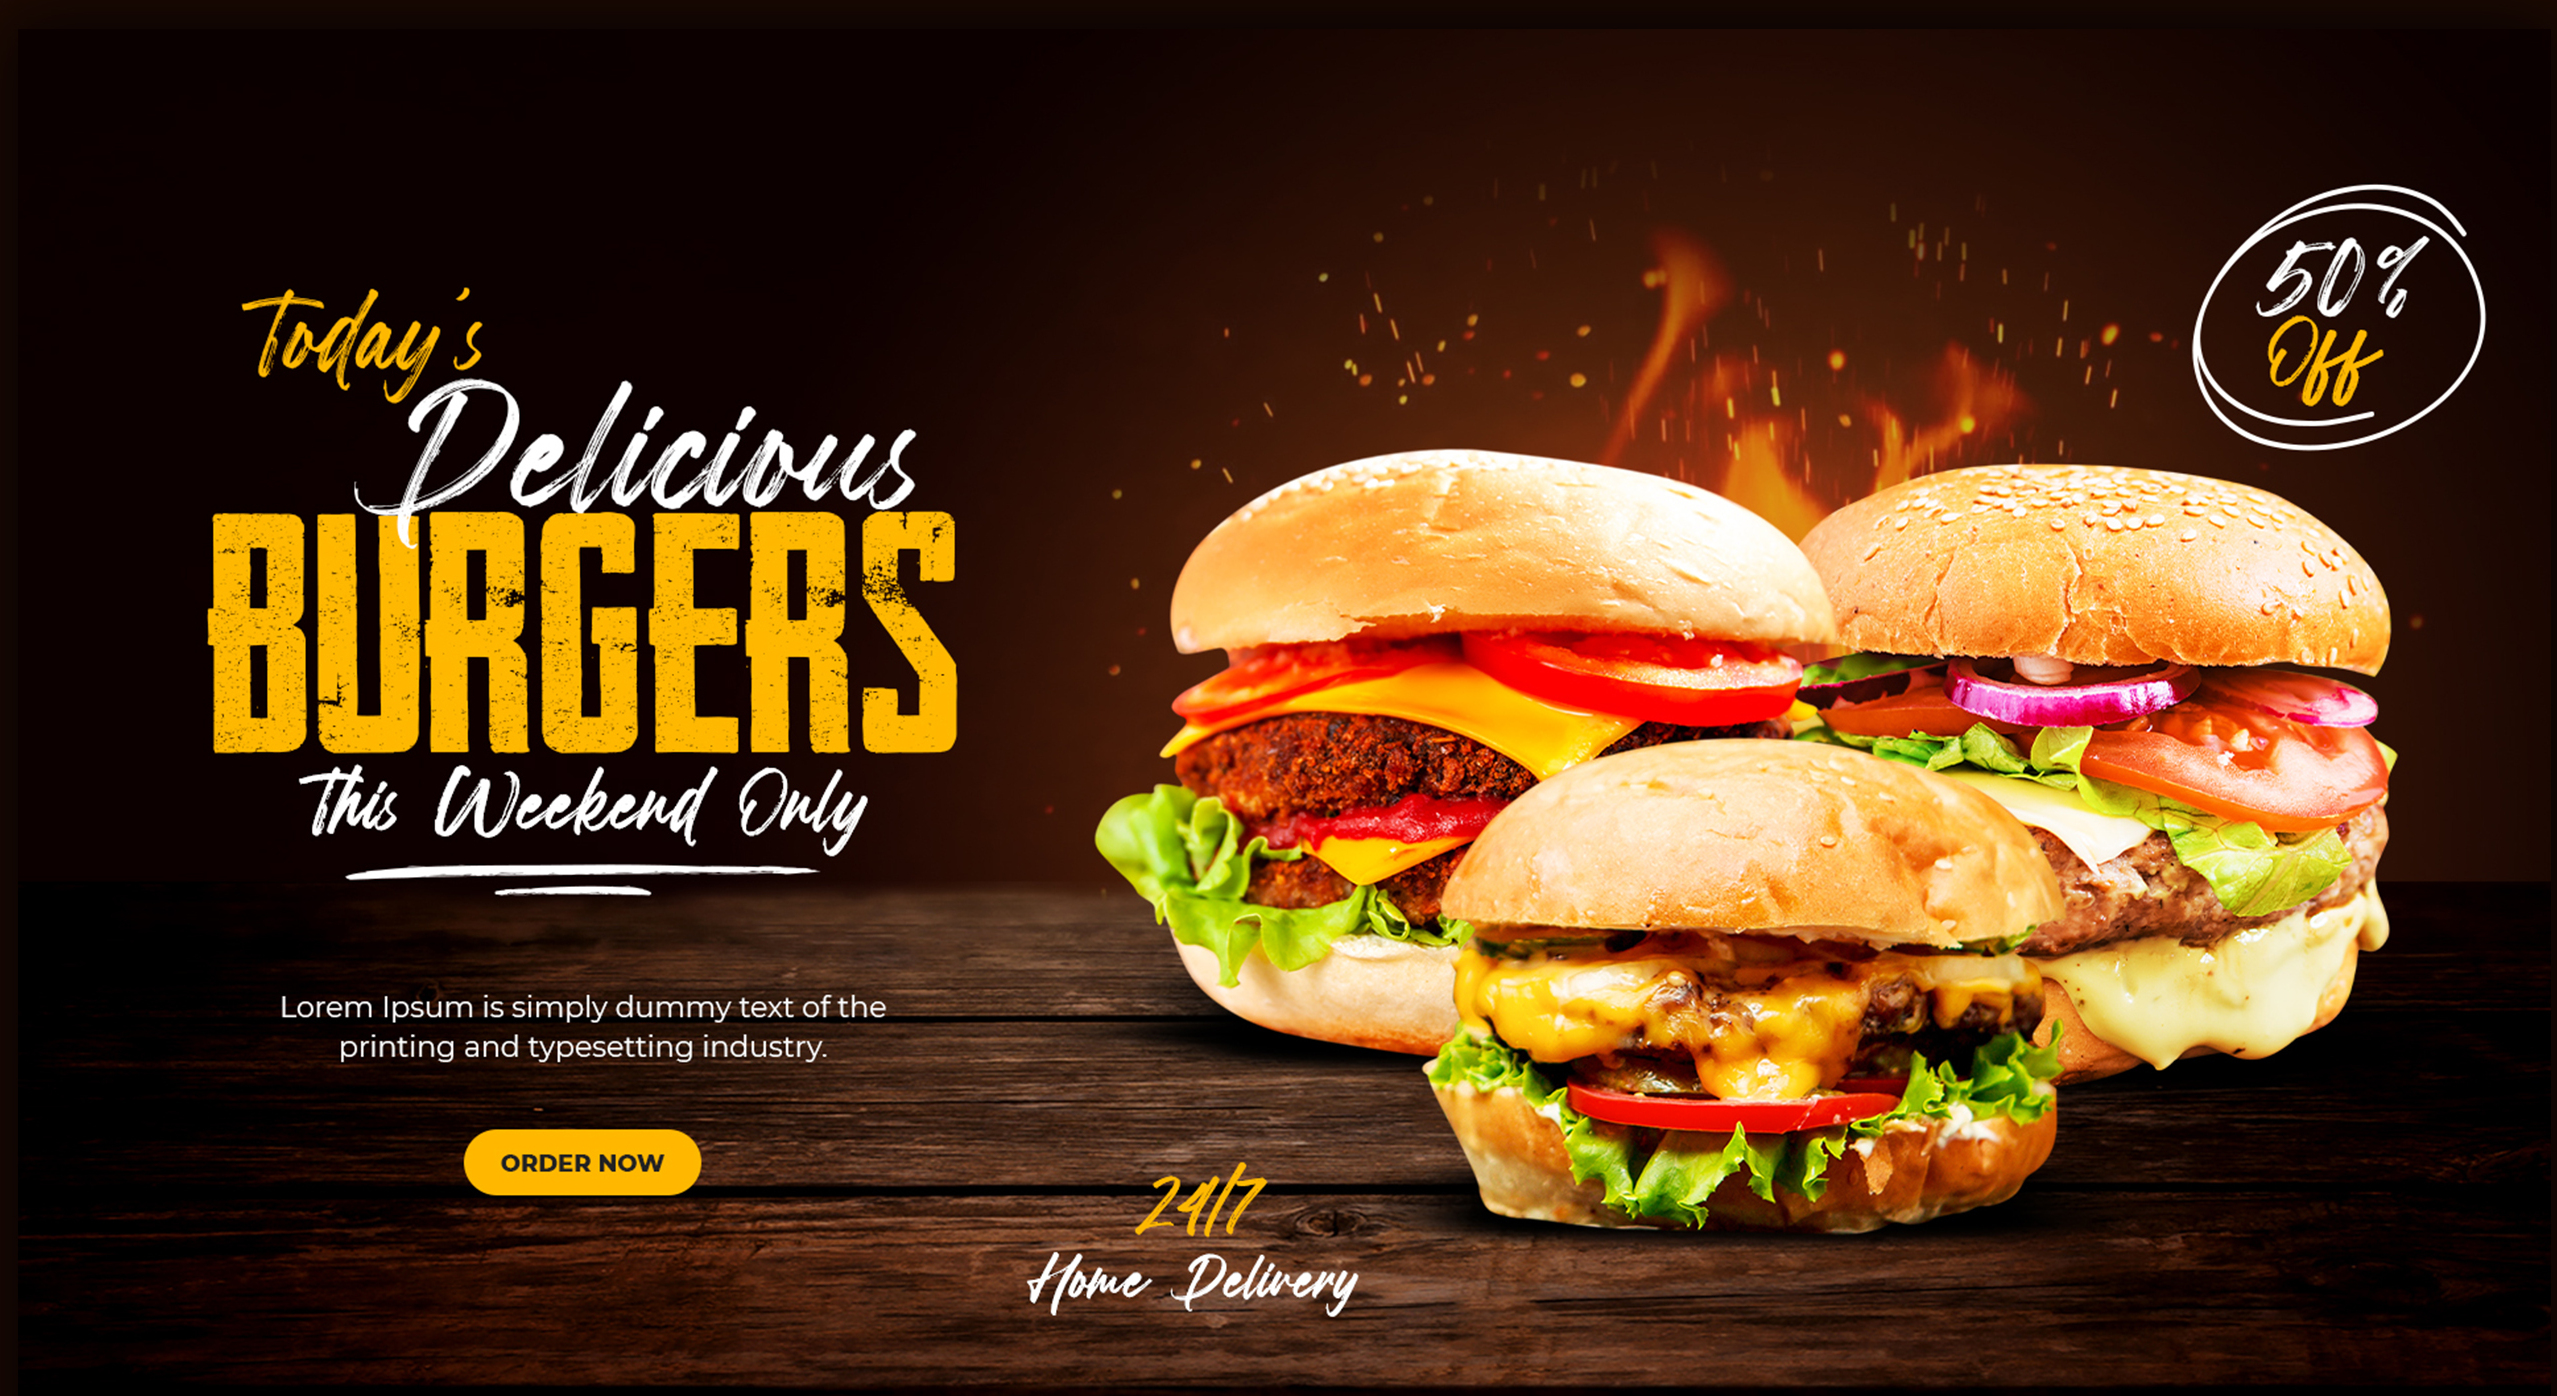 Today's
Delicious
BURGERS
This Weekend Only
Lorem Ipsum is simply dummy text of the
printing and typesetting industry.
ORDER NOW
24/7
Home Delivery
50%
Off